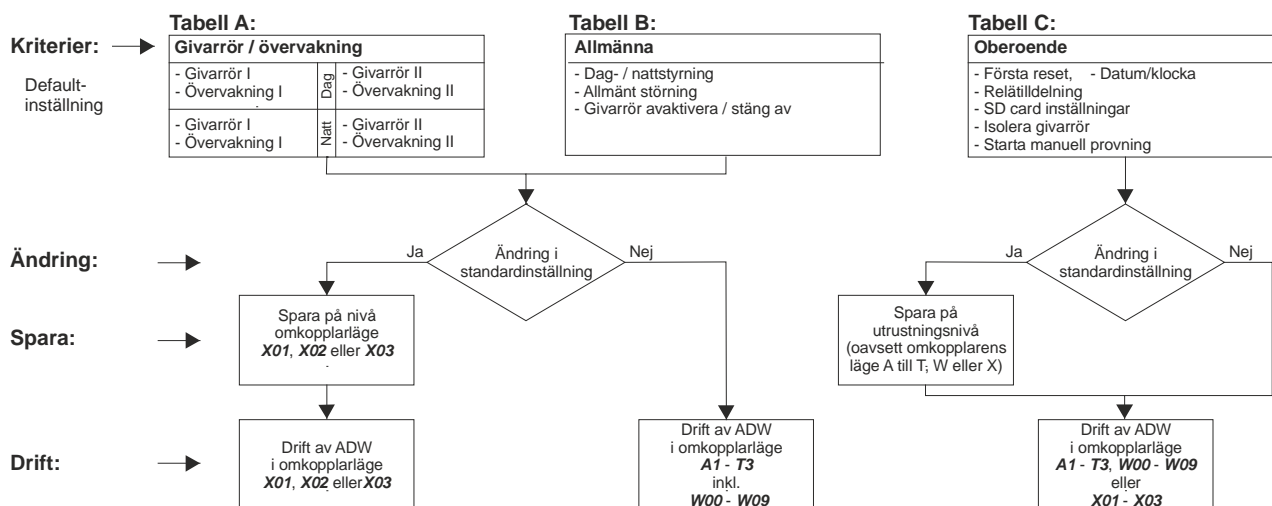 Tabell A:
Tabell B:
Tabell C:
Kriterier:
Default-
inställning
Givarrör / övervakning
- Givarrör I
- Övervakning I
Dag
- Givarrör II
- Övervakning II
- Givarrör I
- Övervakning I
Natt
- Givarrör II
- Övervakning II
Allmänna
- Dag- / nattstyrning
- Allmänt störning
- Givarrör avaktivera / stäng av
Oberoende
- Första reset, - Datum/klocka
- Relätilldelning
- SD card inställningar
- Isolera givarrör
- Starta manuell provning
Ändring:
Ja
Ändring i
standardinställning
Nej
Ja
Ändring i
standardinställning
Nej
Spara:
Spara på nivå
omkopplarläge
X01, X02 eller X03
Spara på
utrustningsnivå
(oavsett omkopplarens
läge A till T; W eller X)
Drift:
Drift av ADW
i omkopplarläge
X01, X02 ellerX03
Drift av ADW
i omkopplarläge
A1 - T3
inkl.
W00 - W09
Drift av ADW
i omkopplarläge
A1 - T3, W00 - W09
eller
X01 - X03